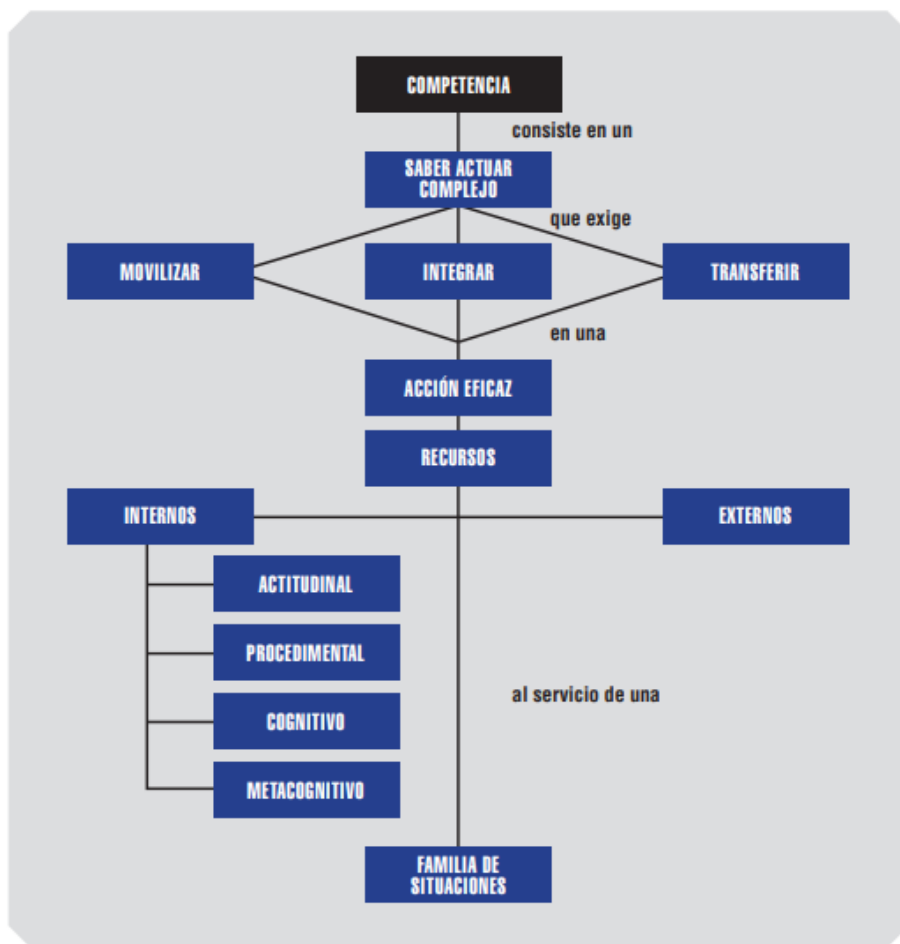 COMPETENCIA
consiste en un
SABER ACTUAR
COMPLEJO
que exige
MOVILIZAR
INTEGRAR
TRANSFERIR
en una
ACCIÓN EFICAZ
RECURSOS
INTERNOS
EXTERNOS
ACTITUDINAL
PROCEDIMENTAL
COGNITIVO
al servicio de una
METACOGNITIVO
FAMILIA DE
SITUACIONES